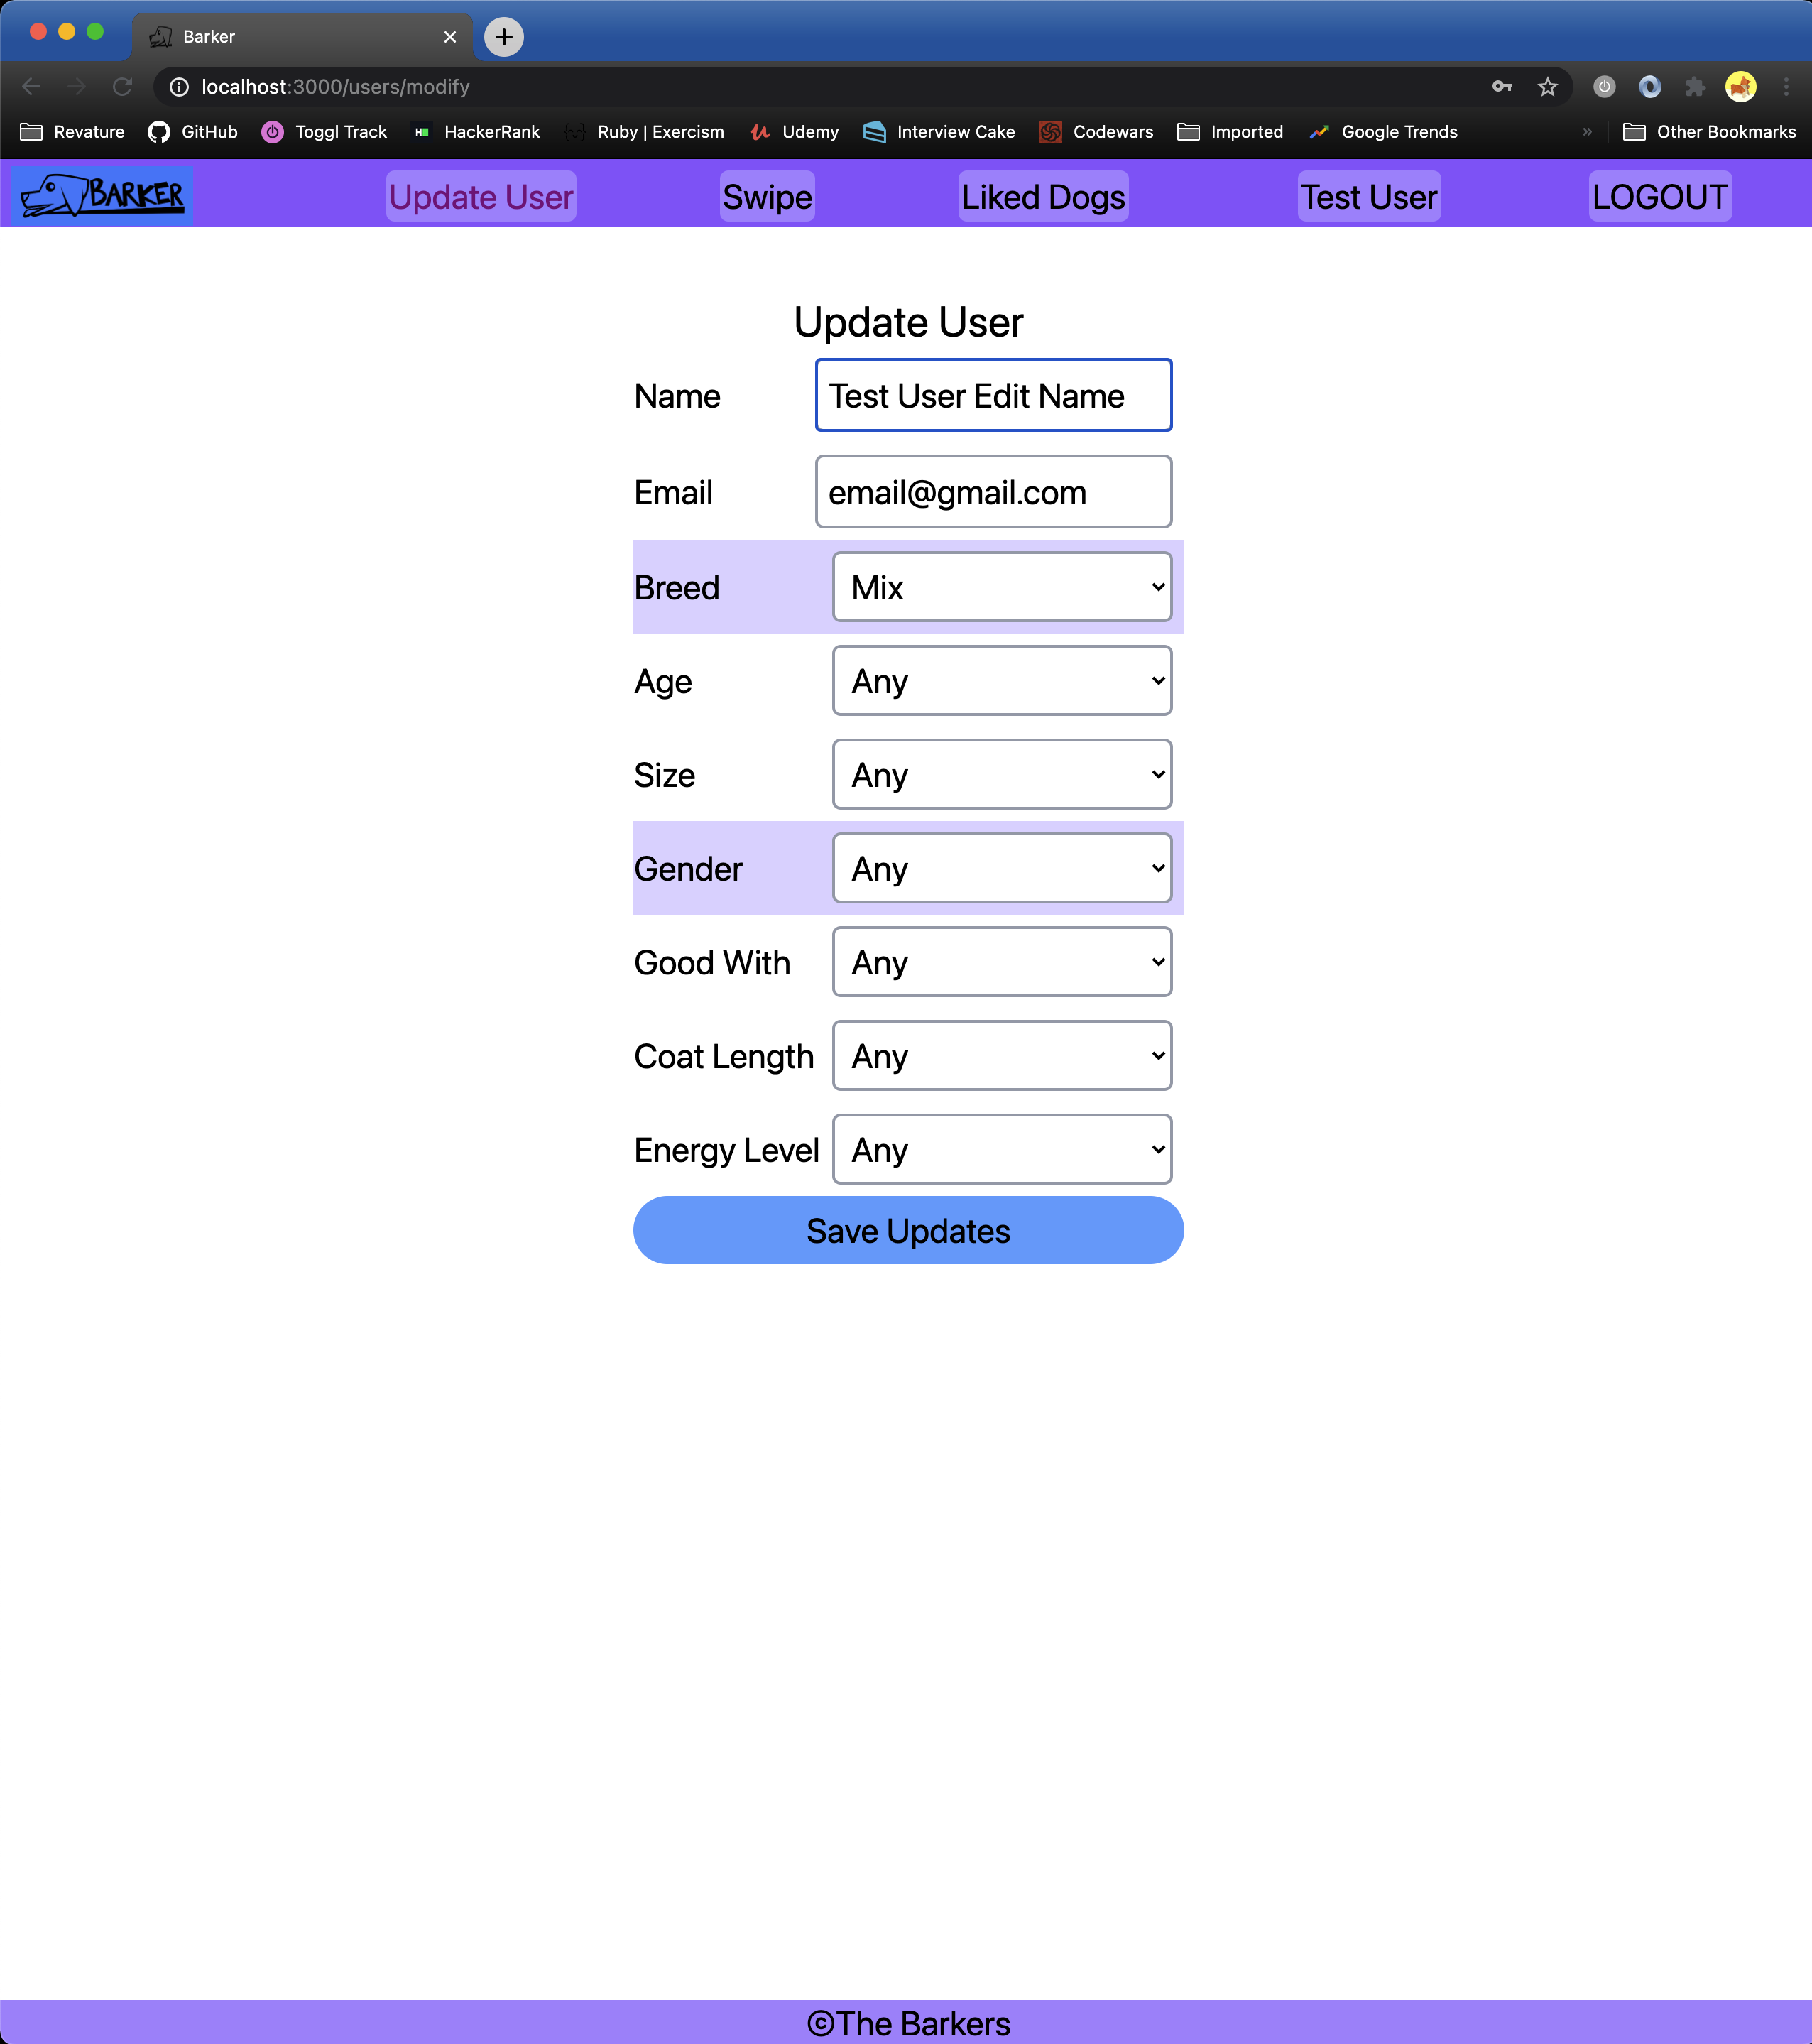 Barker
localhost:3000/users/modify
Revature GitHub Toggl Track HackerRank Ruby | Exercism Udemy Interview Cake Codewars Imported Google Trends » Other Bookmarks
BARKER Update User Swipe Liked Dogs Test User LOGOUT
Update User
Name Test User Edit Name
Email email@gmail.com
Breed Mix
Age Any
Size Any
Gender Any
Good With Any
Coat Length Any
Energy Level Any
Save Updates
©The Barkers